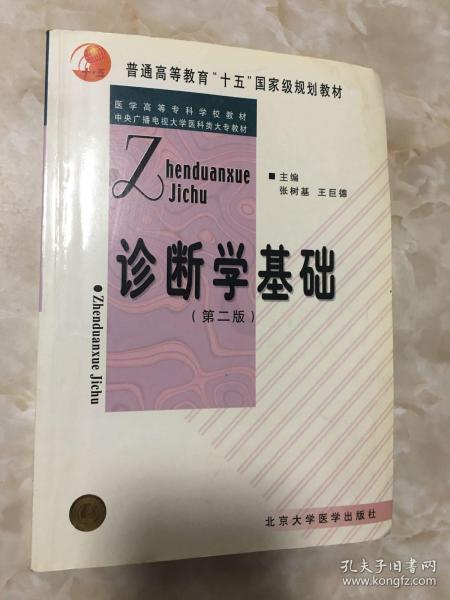 普通高等教育“十五”国家级规划教材
医学高等专科学校教材
中央广播电视大学医科类大专教材
Zhenduanxue
Jichu
■主编
张树基 王巨德
诊断学基础
（第二版）
●Zhenduanxue Jichu
北京大学医学出版社
孔夫子旧书网
www.kongfz.com